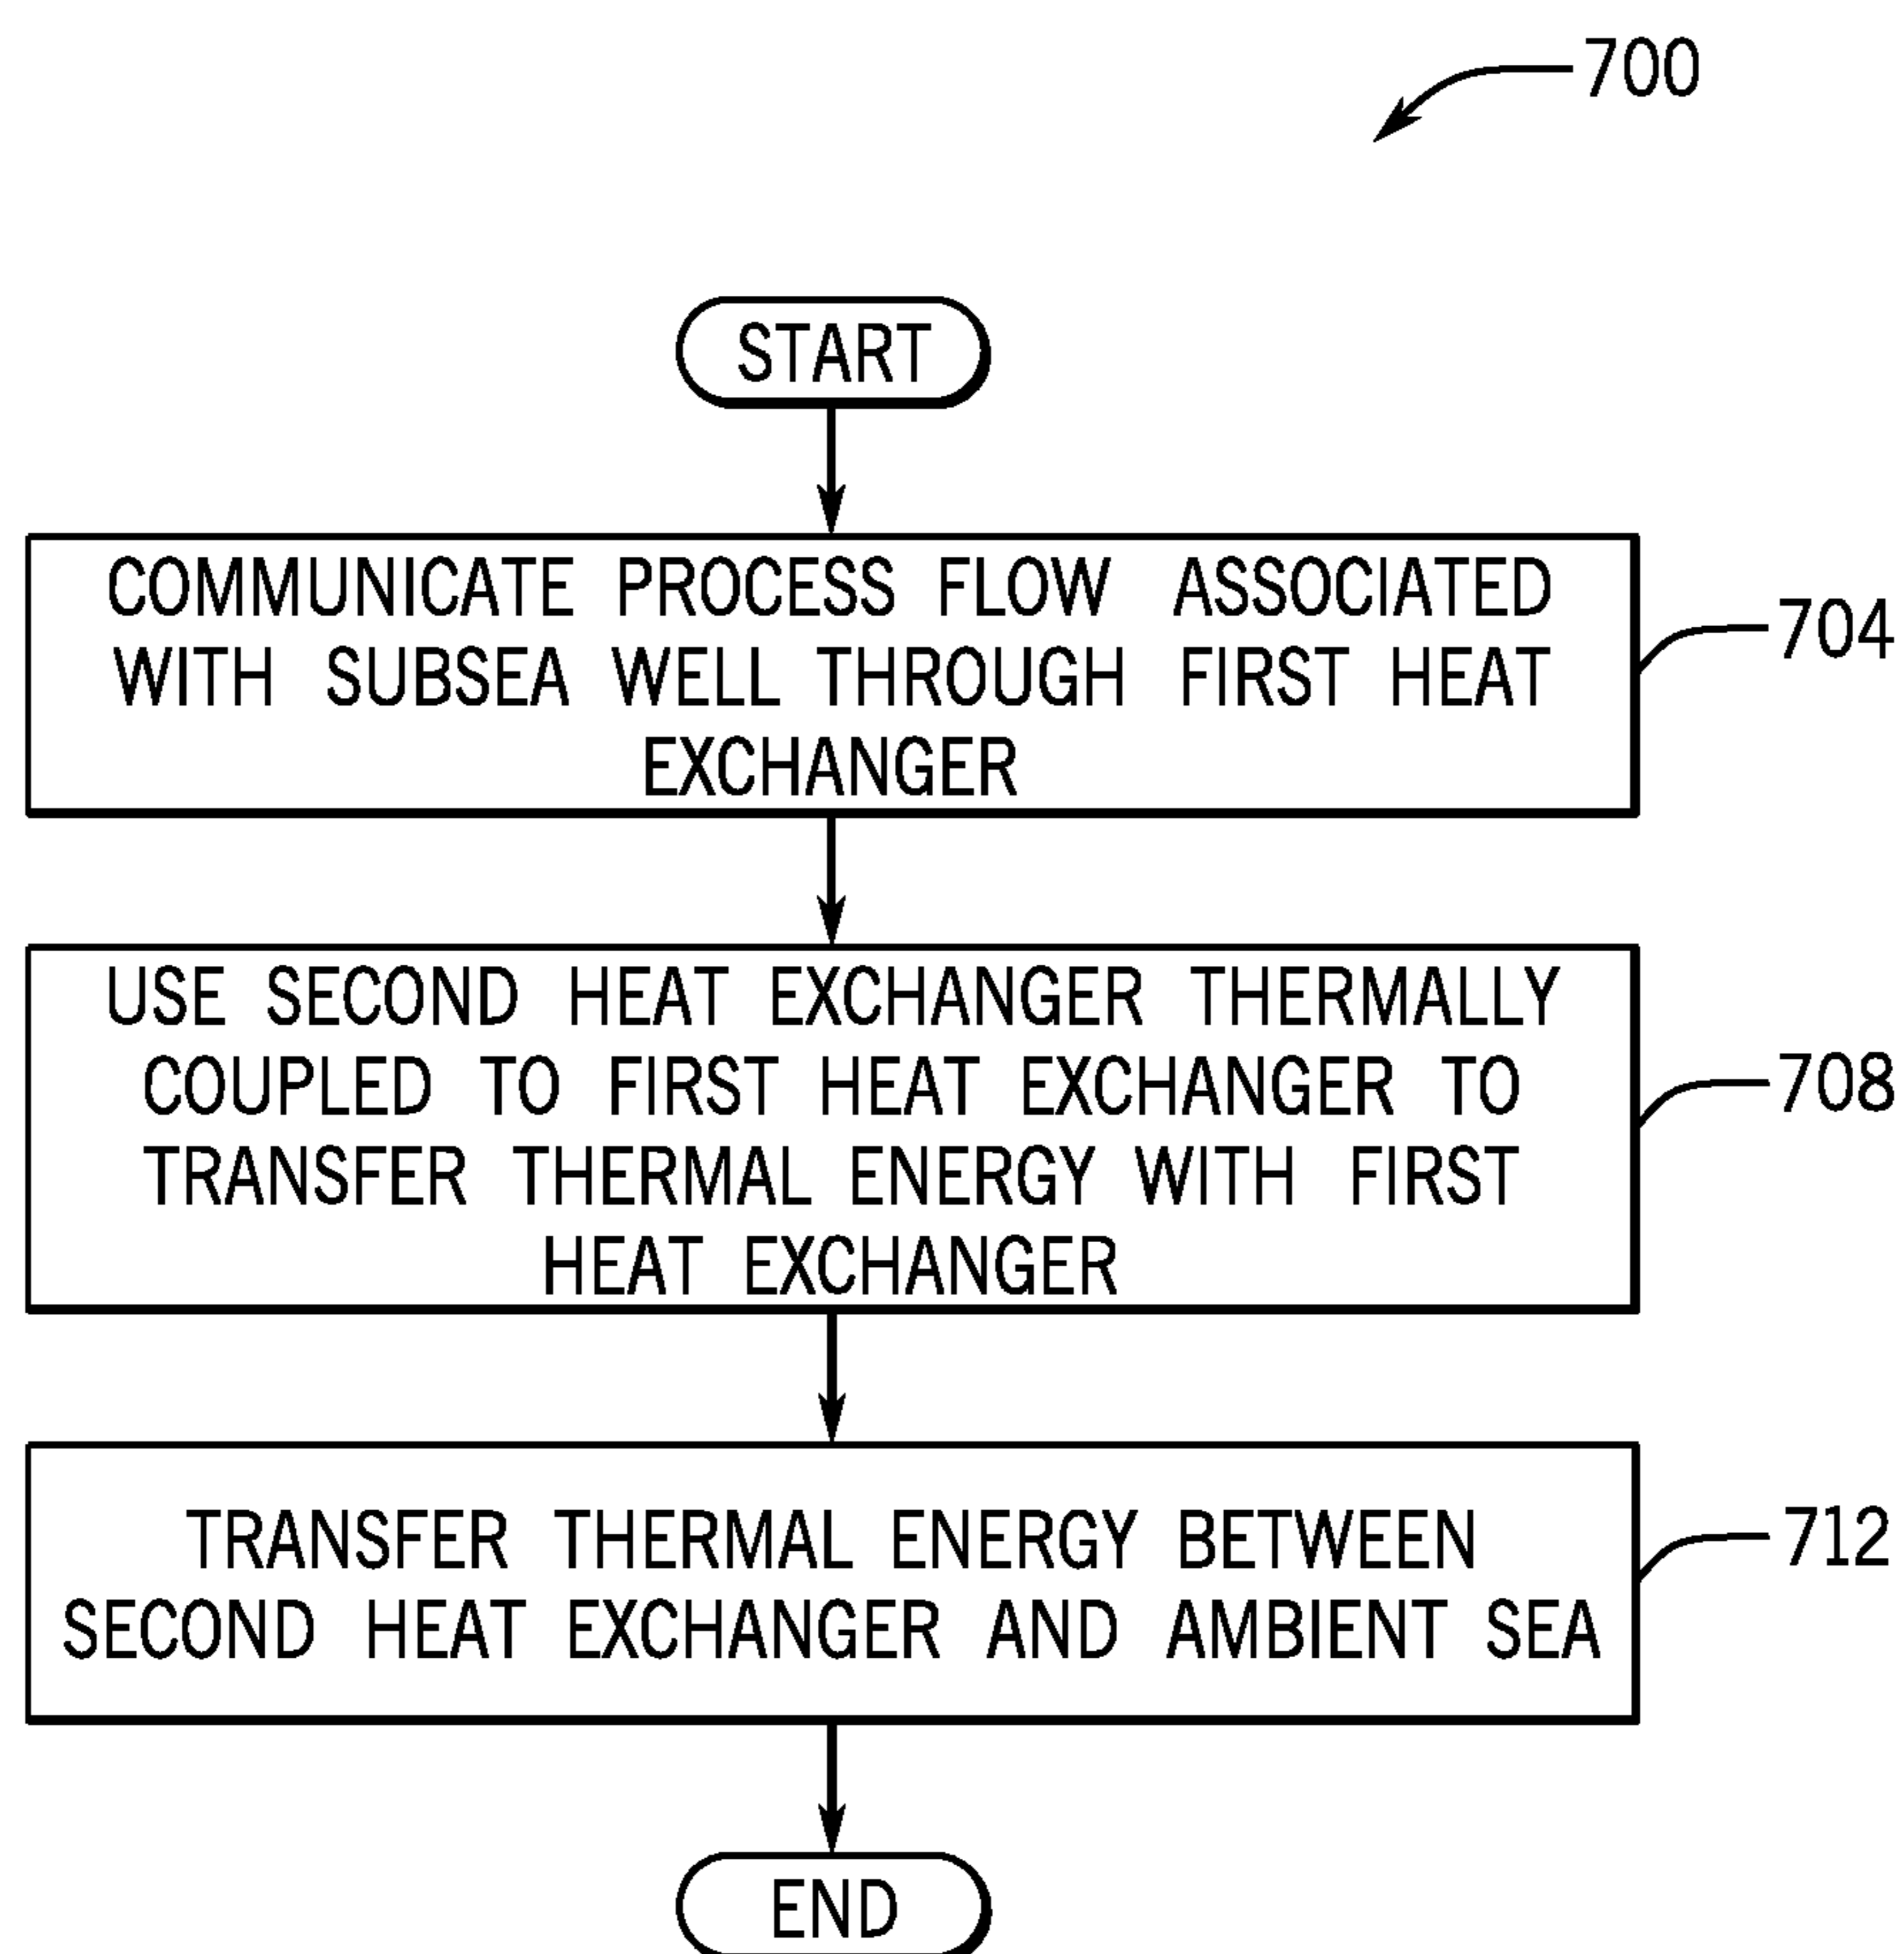 700
START
COMMUNICATE PROCESS FLOW ASSOCIATED
WITH SUBSEA WELL THROUGH FIRST HEAT
EXCHANGER
704
USE SECOND HEAT EXCHANGER THERMALLY
COUPLED TO FIRST HEAT EXCHANGER TO
TRANSFER THERMAL ENERGY WITH FIRST
HEAT EXCHANGER
708
TRANSFER THERMAL ENERGY BETWEEN
SECOND HEAT EXCHANGER AND AMBIENT SEA
712
END